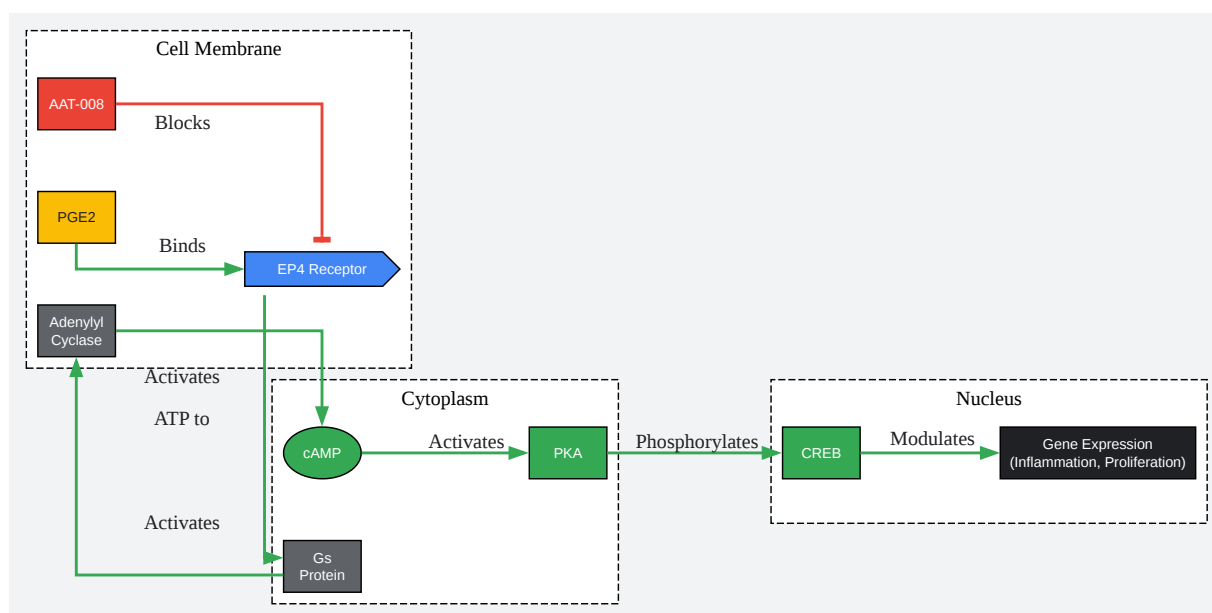 Cell Membrane
AAT-008
Blocks
PGE2
Binds
EP4 Receptor
Adenylyl
Cyclase
Activates
ATP to
Activates
Cytoplasm
cAMP
Activates
PKA
Gs
Protein
Phosphorylates
Nucleus
CREB
Modulates
Gene Expression
(Inflammation, Proliferation)